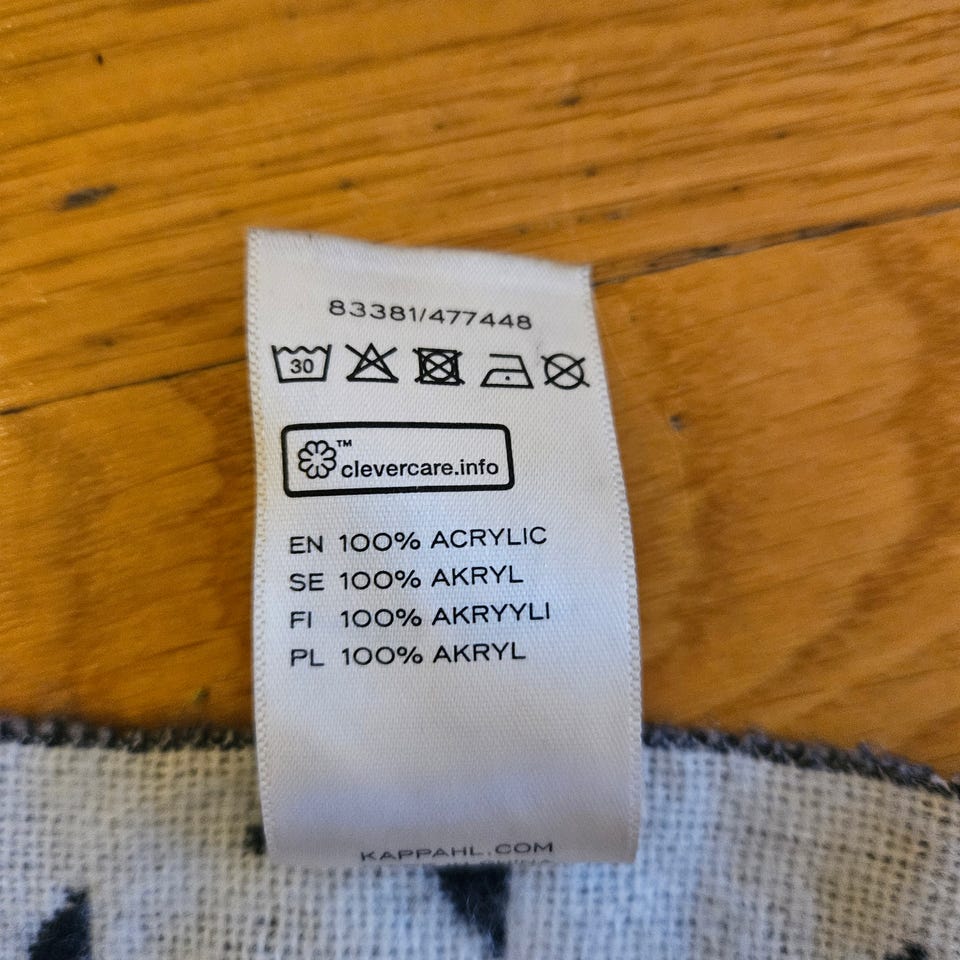 83381/477448
30
™
clevercare.info
EN 100% ACRYLIC
SE 100% AKRYL
FI 100% AKRYYLI
PL 100% AKRYL
KAPPAHL.COM